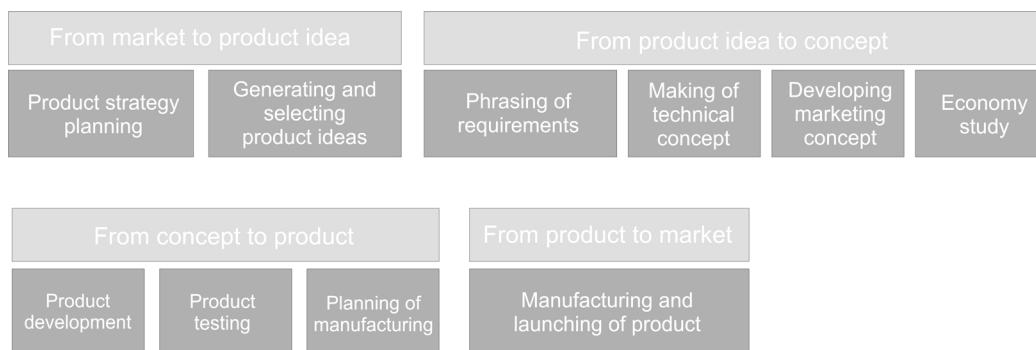 From market to product idea
From product idea to concept
Product strategy
planning
Generating and
selecting
product ideas
Phrasing of
requirements
Making of
technical
concept
Developing
marketing
concept
Economy
study
From concept to product
From product to market
Product
development
Product
testing
Planning of
manufacturing
Manufacturing and
launching of product